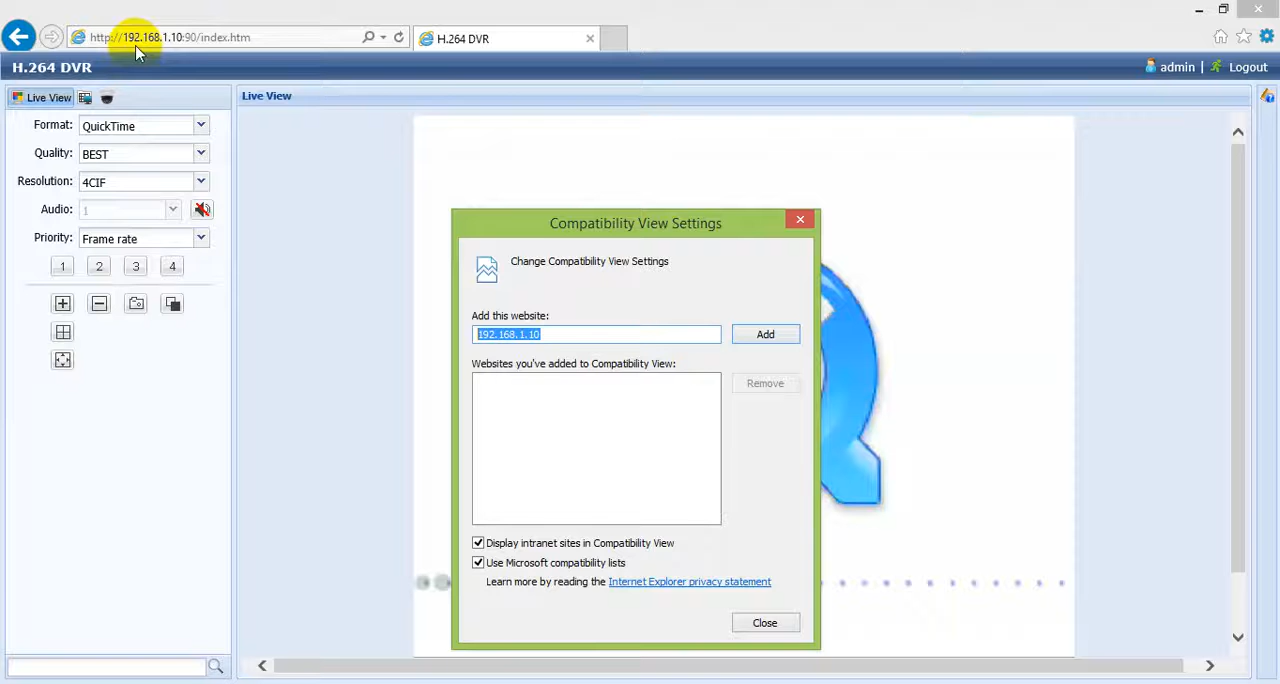 http://192.168.1.10:90/index.htm
H.264 DVR
H.264 DVR
admin | Logout
Live View
Live View
Format: QuickTime
Quality: BEST
Resolution: 4CIF
Audio: 1
Priority: Frame rate
1 2 3 4
Compatibility View Settings
Change Compatibility View Settings
Add this website:
192.168.1.10 Add
Websites you've added to Compatibility View:
Remove
Display intranet sites in Compatibility View
Use Microsoft compatibility lists
Learn more by reading the Internet Explorer privacy statement
Close